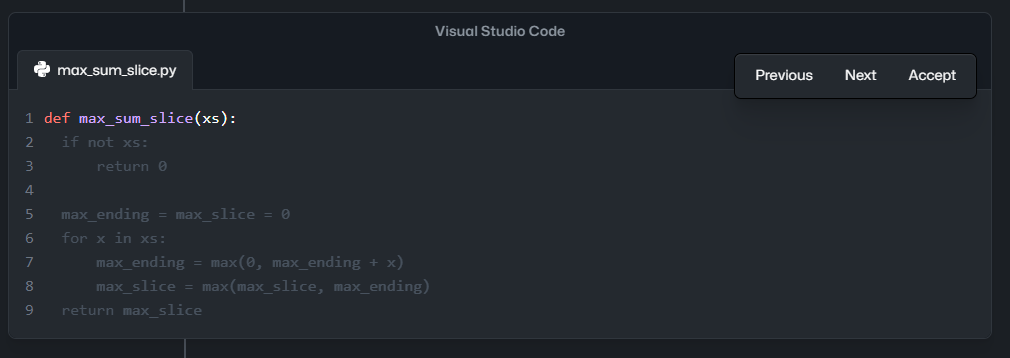 Visual Studio Code
max_sum_slice.py
Previous Next Accept
1 def max_sum_slice(xs):
2 if not xs:
3 return 0
4
5 max_ending = max_slice = 0
6 for x in xs:
7 max_ending = max(0, max_ending + x)
8 max_slice = max(max_slice, max_ending)
9 return max_slice